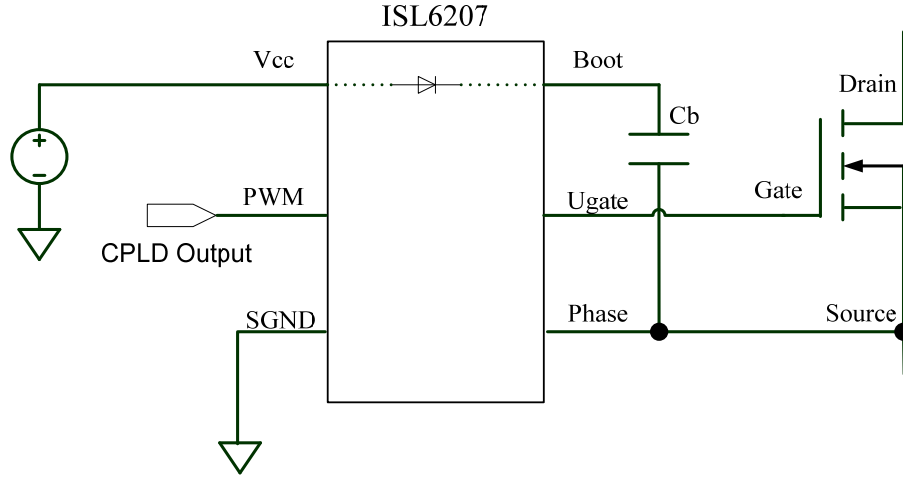 ISL6207
Vcc
Boot
Drain
Cb
PWM
Ugate
Gate
CPLD Output
SGND
Phase
Source